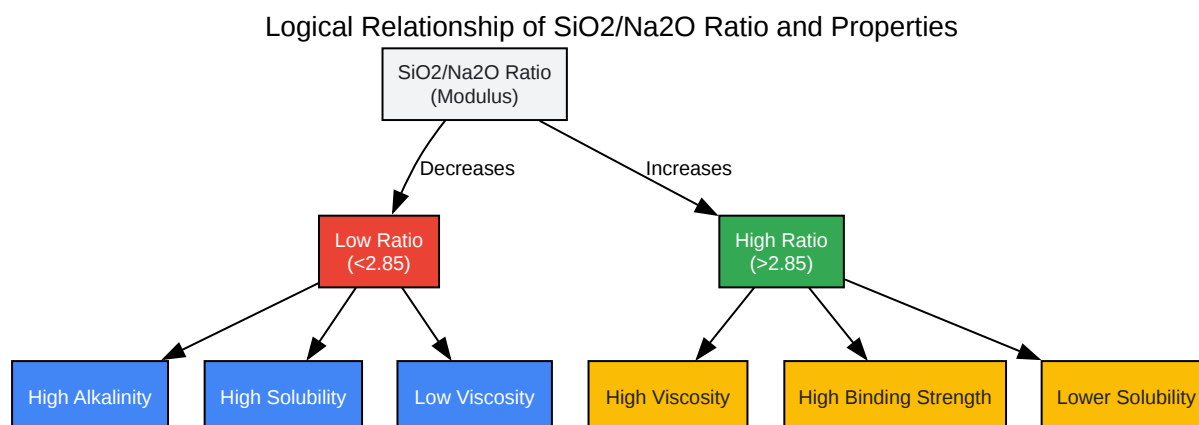 Logical Relationship of SiO2/Na2O Ratio and Properties
SiO2/Na2O Ratio
(Modulus)
Decreases
Increases
Low Ratio
(<2.85)
High Ratio
(>2.85)
High Alkalinity
High Solubility
Low Viscosity
High Viscosity
High Binding Strength
Lower Solubility